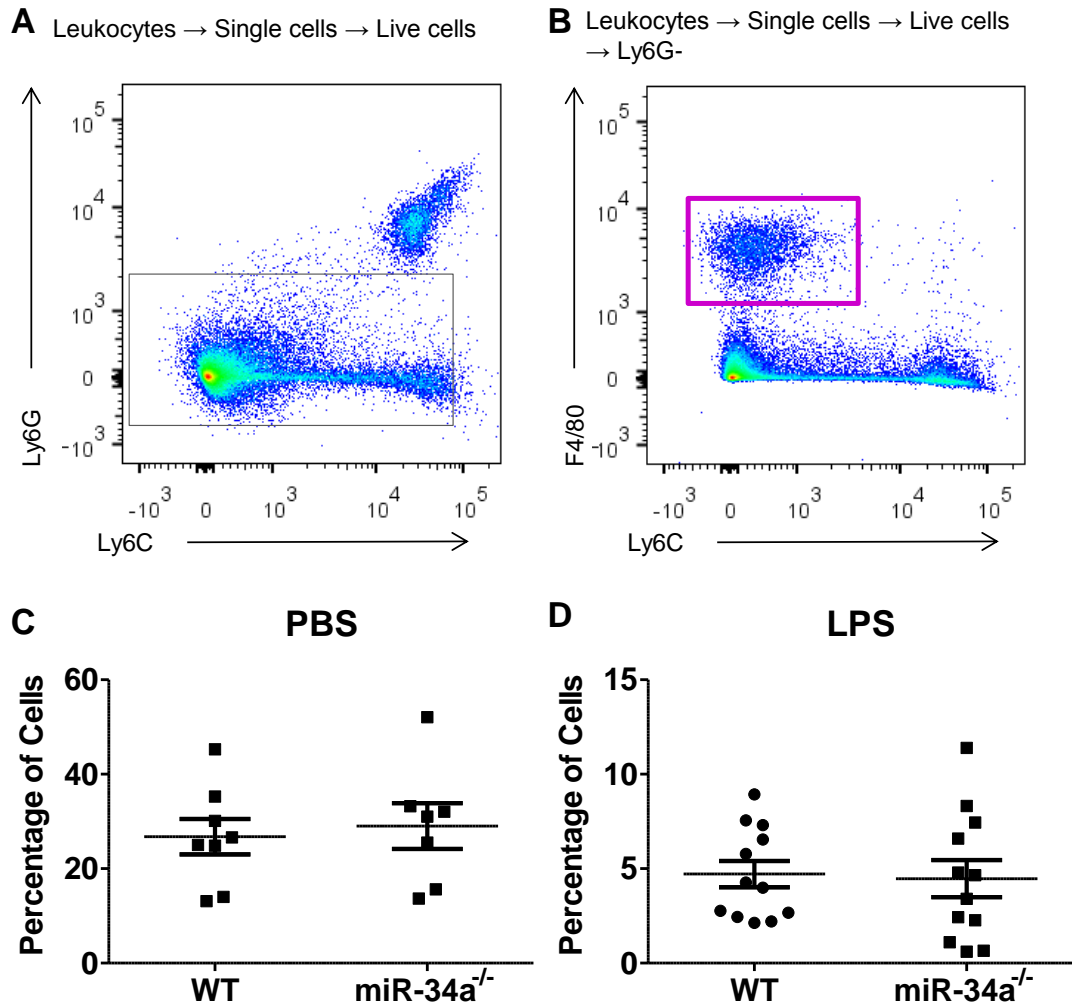 A Leukocytes → Single cells → Live cells
B Leukocytes → Single cells → Live cells
→ Ly6G-
Ly6G
10^5
10^4
10^3
0
-10^3
-10^3 0 10^3 10^4 10^5
Ly6C
F4/80
10^5
10^4
10^3
0
-10^3
-10^3 0 10^3 10^4 10^5
Ly6C
C PBS
Percentage of Cells
60
40
20
0
WT miR-34a^-/-
D LPS
Percentage of Cells
15
10
5
0
WT miR-34a^-/-